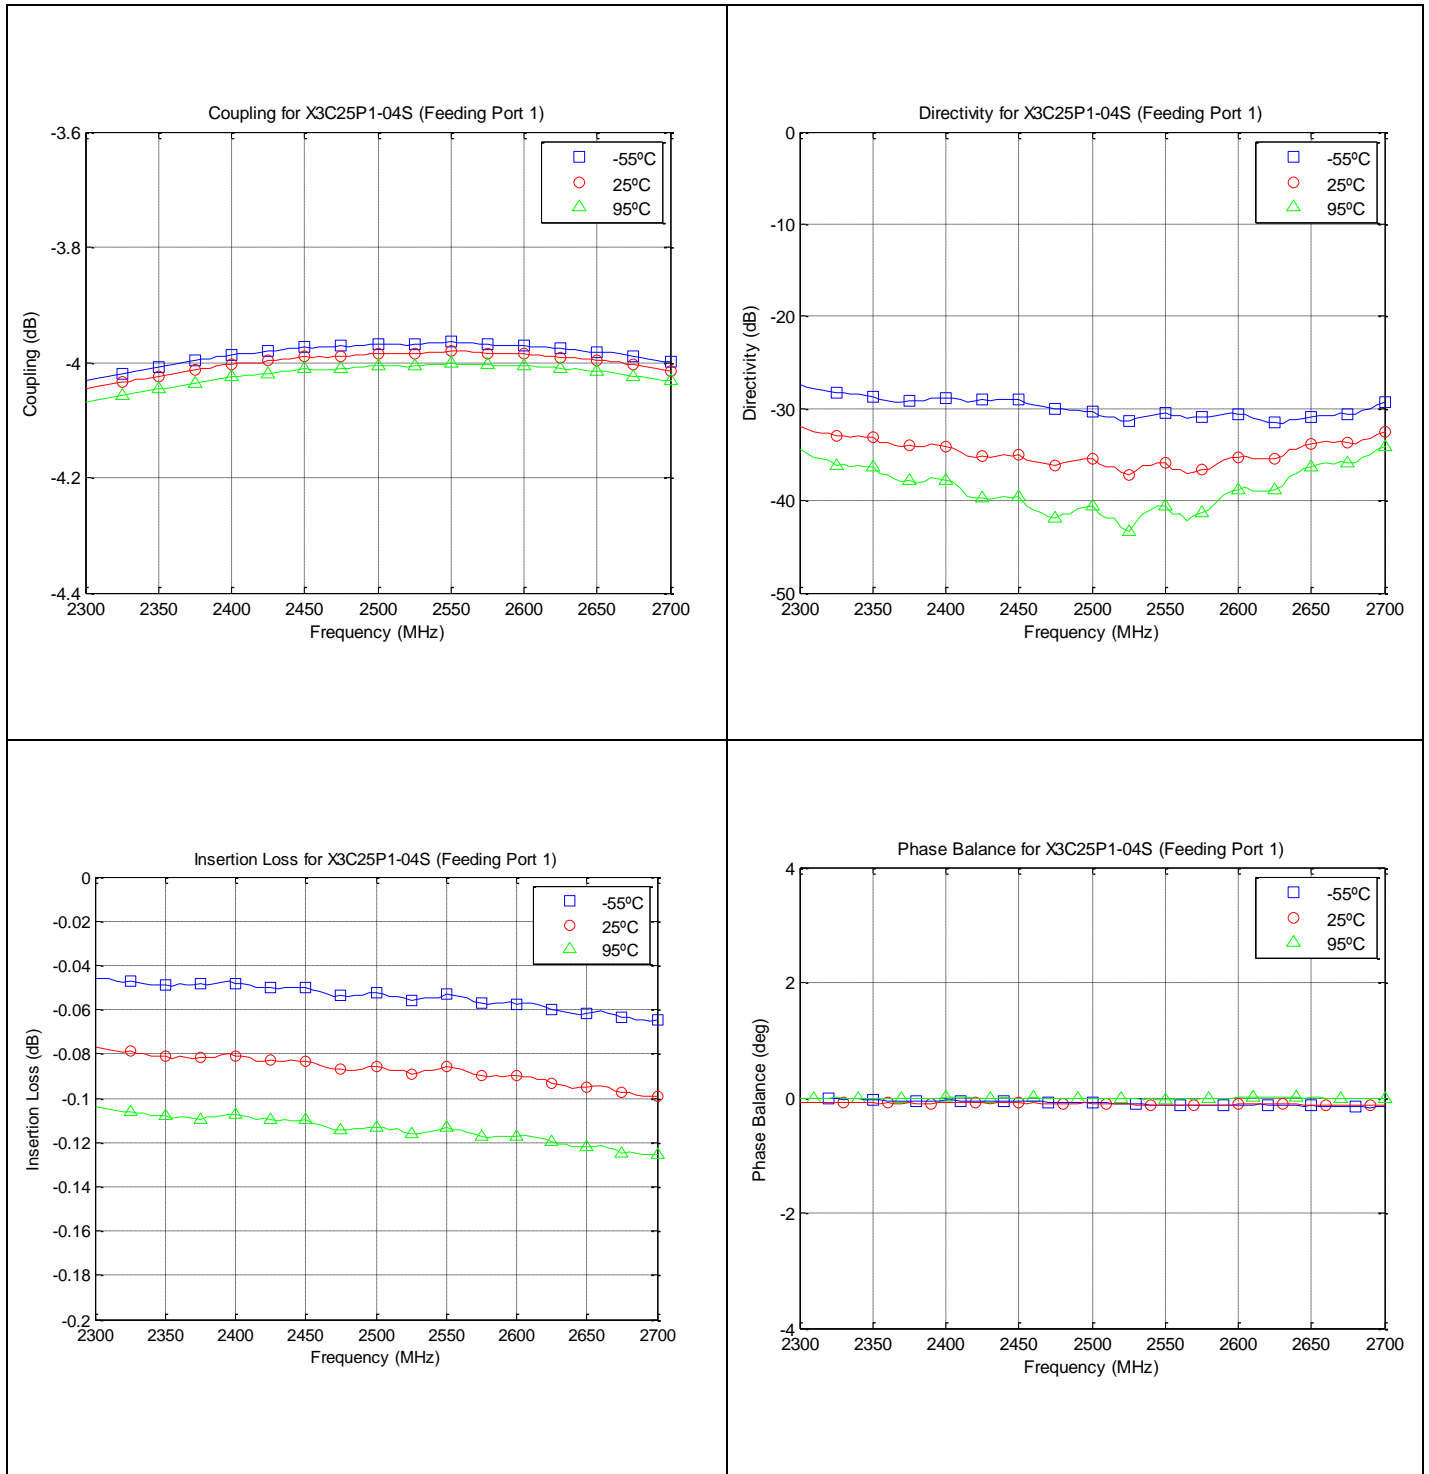 Coupling for X3C25P1-04S (Feeding Port 1)
-3.6
-3.8
-4
-4.2
-4.4
Coupling (dB)
-55ºC
25ºC
95ºC
2300 2350 2400 2450 2500 2550 2600 2650 2700
Frequency (MHz)
Directivity for X3C25P1-04S (Feeding Port 1)
0
-10
-20
-30
-40
-50
Directivity (dB)
-55ºC
25ºC
95ºC
2300 2350 2400 2450 2500 2550 2600 2650 2700
Frequency (MHz)
Insertion Loss for X3C25P1-04S (Feeding Port 1)
0
-0.02
-0.04
-0.06
-0.08
-0.1
-0.12
-0.14
-0.16
-0.18
-0.2
Insertion Loss (dB)
-55ºC
25ºC
95ºC
2300 2350 2400 2450 2500 2550 2600 2650 2700
Frequency (MHz)
Phase Balance for X3C25P1-04S (Feeding Port 1)
4
2
0
-2
-4
Phase Balance (deg)
-55ºC
25ºC
95ºC
2300 2350 2400 2450 2500 2550 2600 2650 2700
Frequency (MHz)